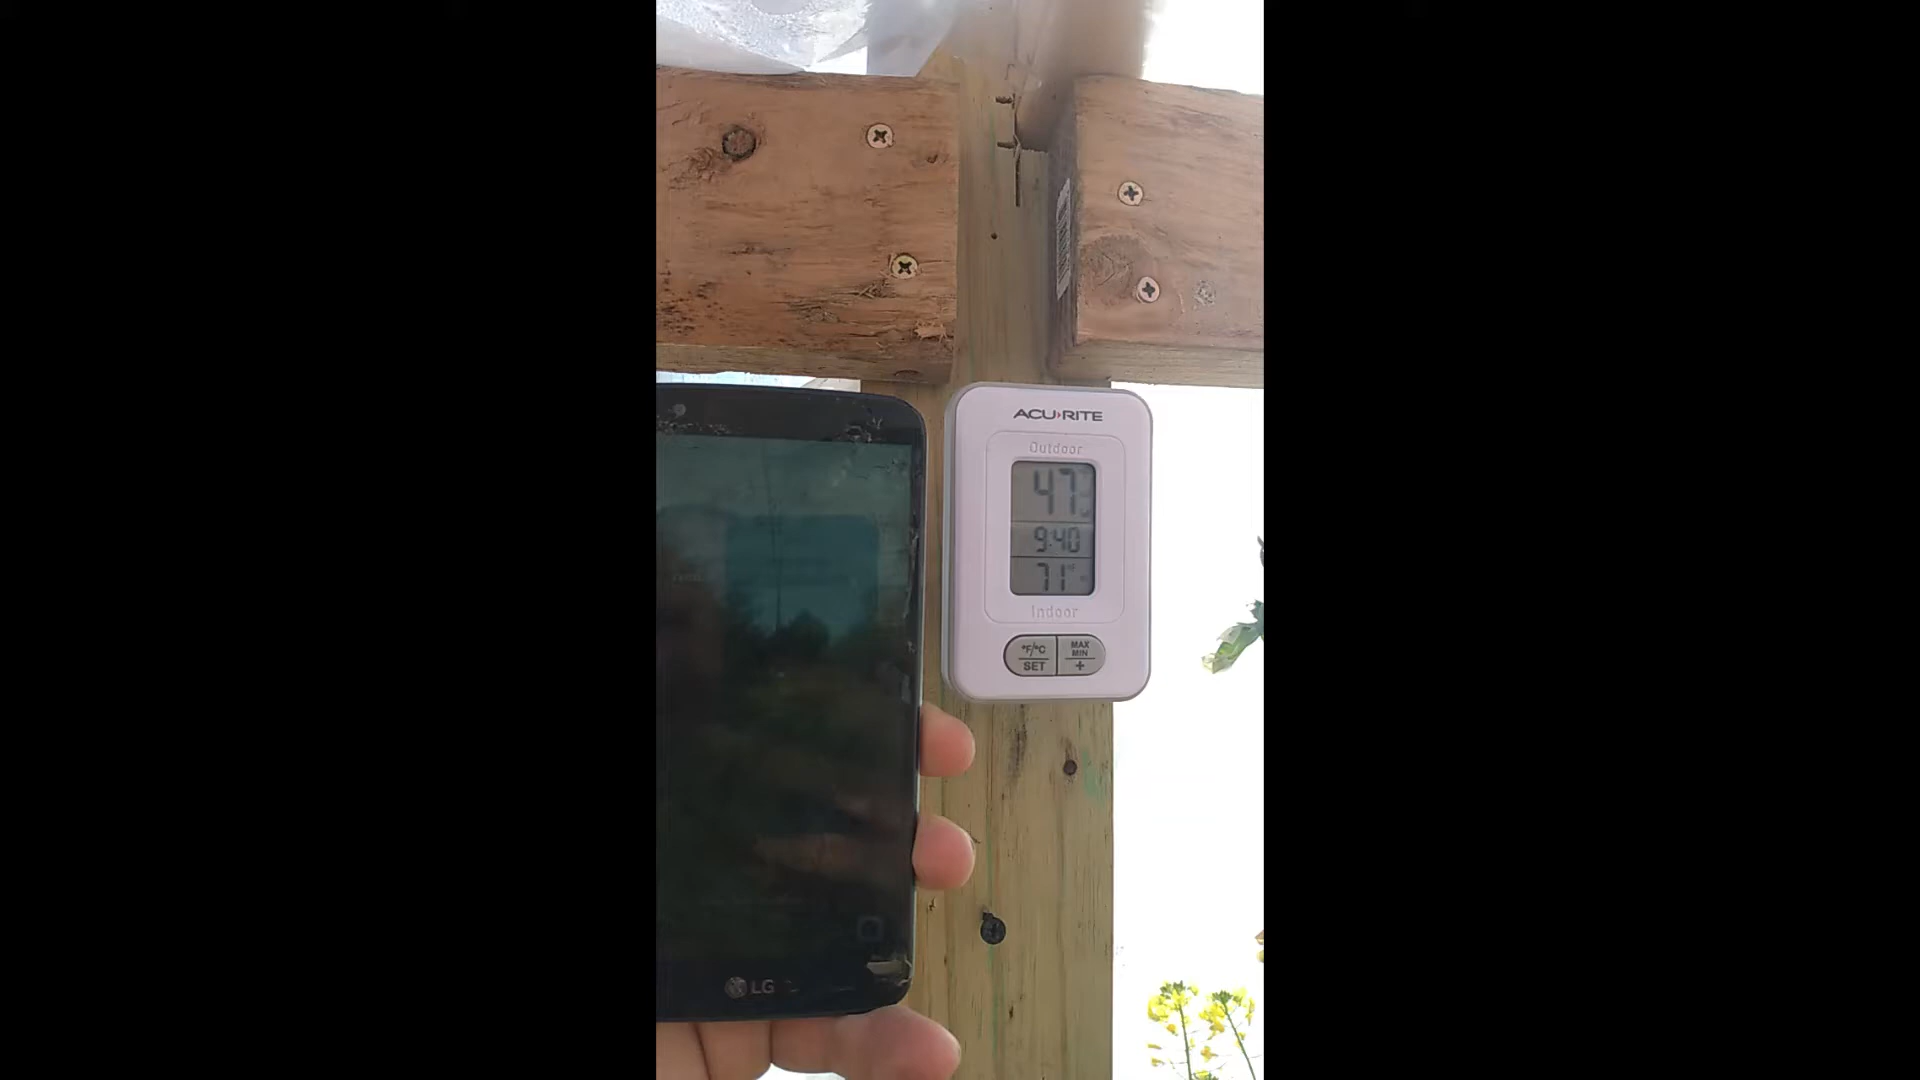 ACU›RITE
Outdoor
47
9:40
71°F
Indoor
°F/°C
SET
MAX
MIN
+
LG